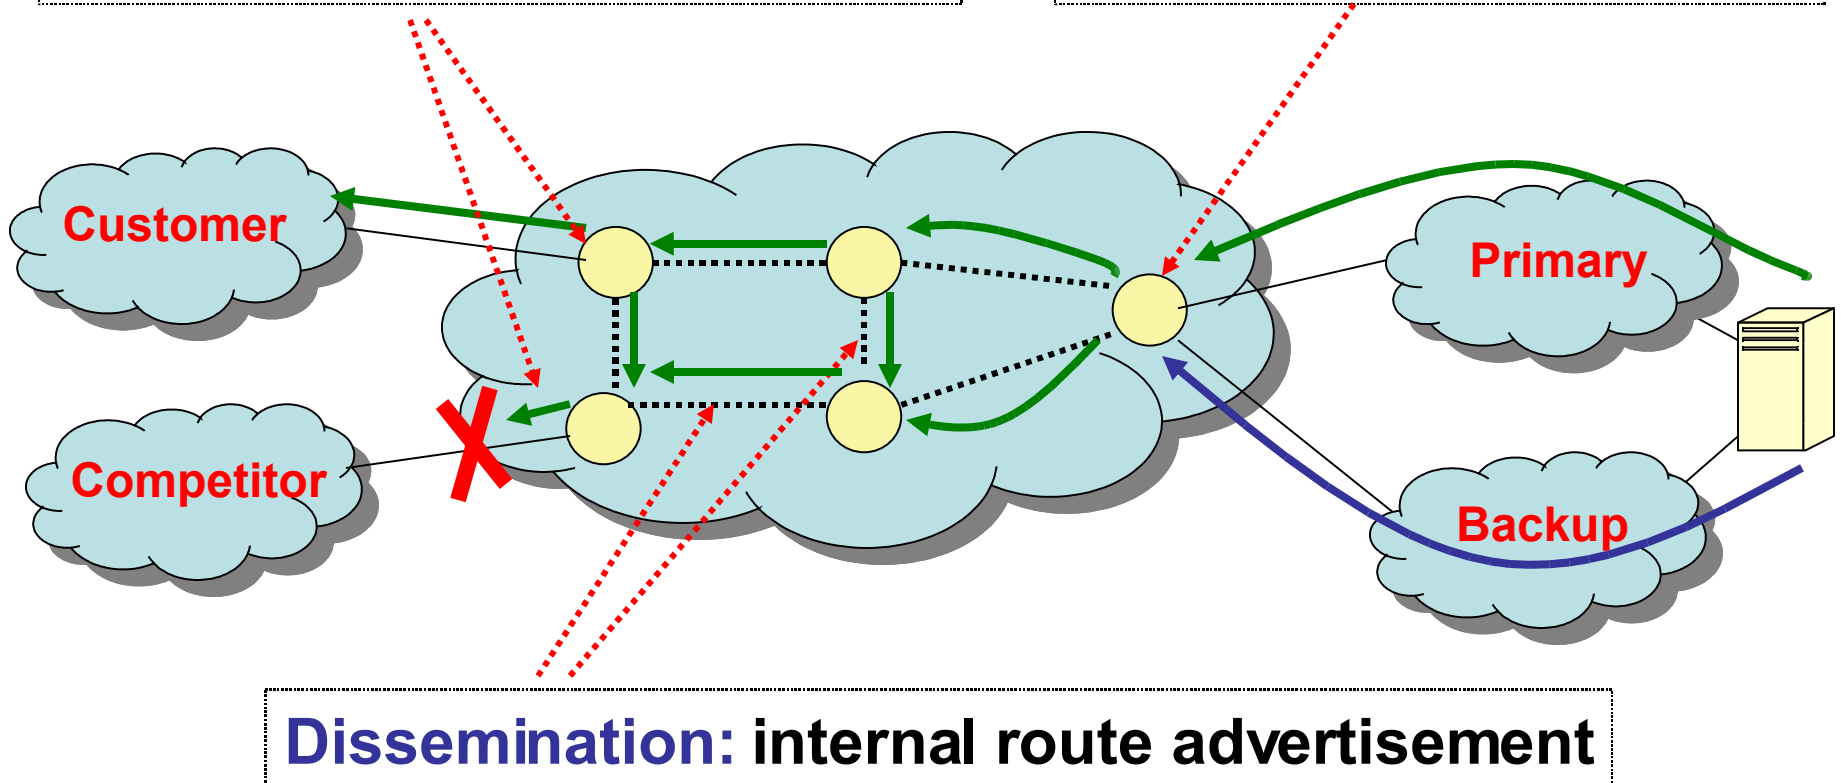 Customer
Primary
Competitor
Backup
Dissemination: internal route advertisement